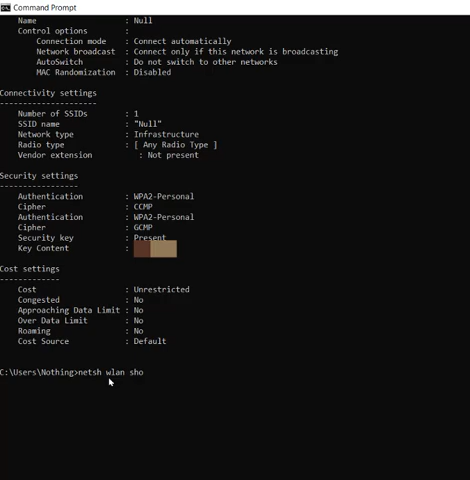 Command Prompt
Name : Null
Control options :
Connection mode : Connect automatically
Network broadcast : Connect only if this network is broadcasting
AutoSwitch : Do not switch to other networks
MAC Randomization : Disabled
Connectivity settings
---------------------
Number of SSIDs : 1
SSID name : "Null"
Network type : Infrastructure
Radio type : [ Any Radio Type ]
Vendor extension : Not present
Security settings
-----------------
Authentication : WPA2-Personal
Cipher : CCMP
Authentication : WPA2-Personal
Cipher : GCMP
Security key : Present
Key Content :
Cost settings
-------------
Cost : Unrestricted
Congested : No
Approaching Data Limit : No
Over Data Limit : No
Roaming : No
Cost Source : Default
C:\Users\Nothing>netsh wlan sho